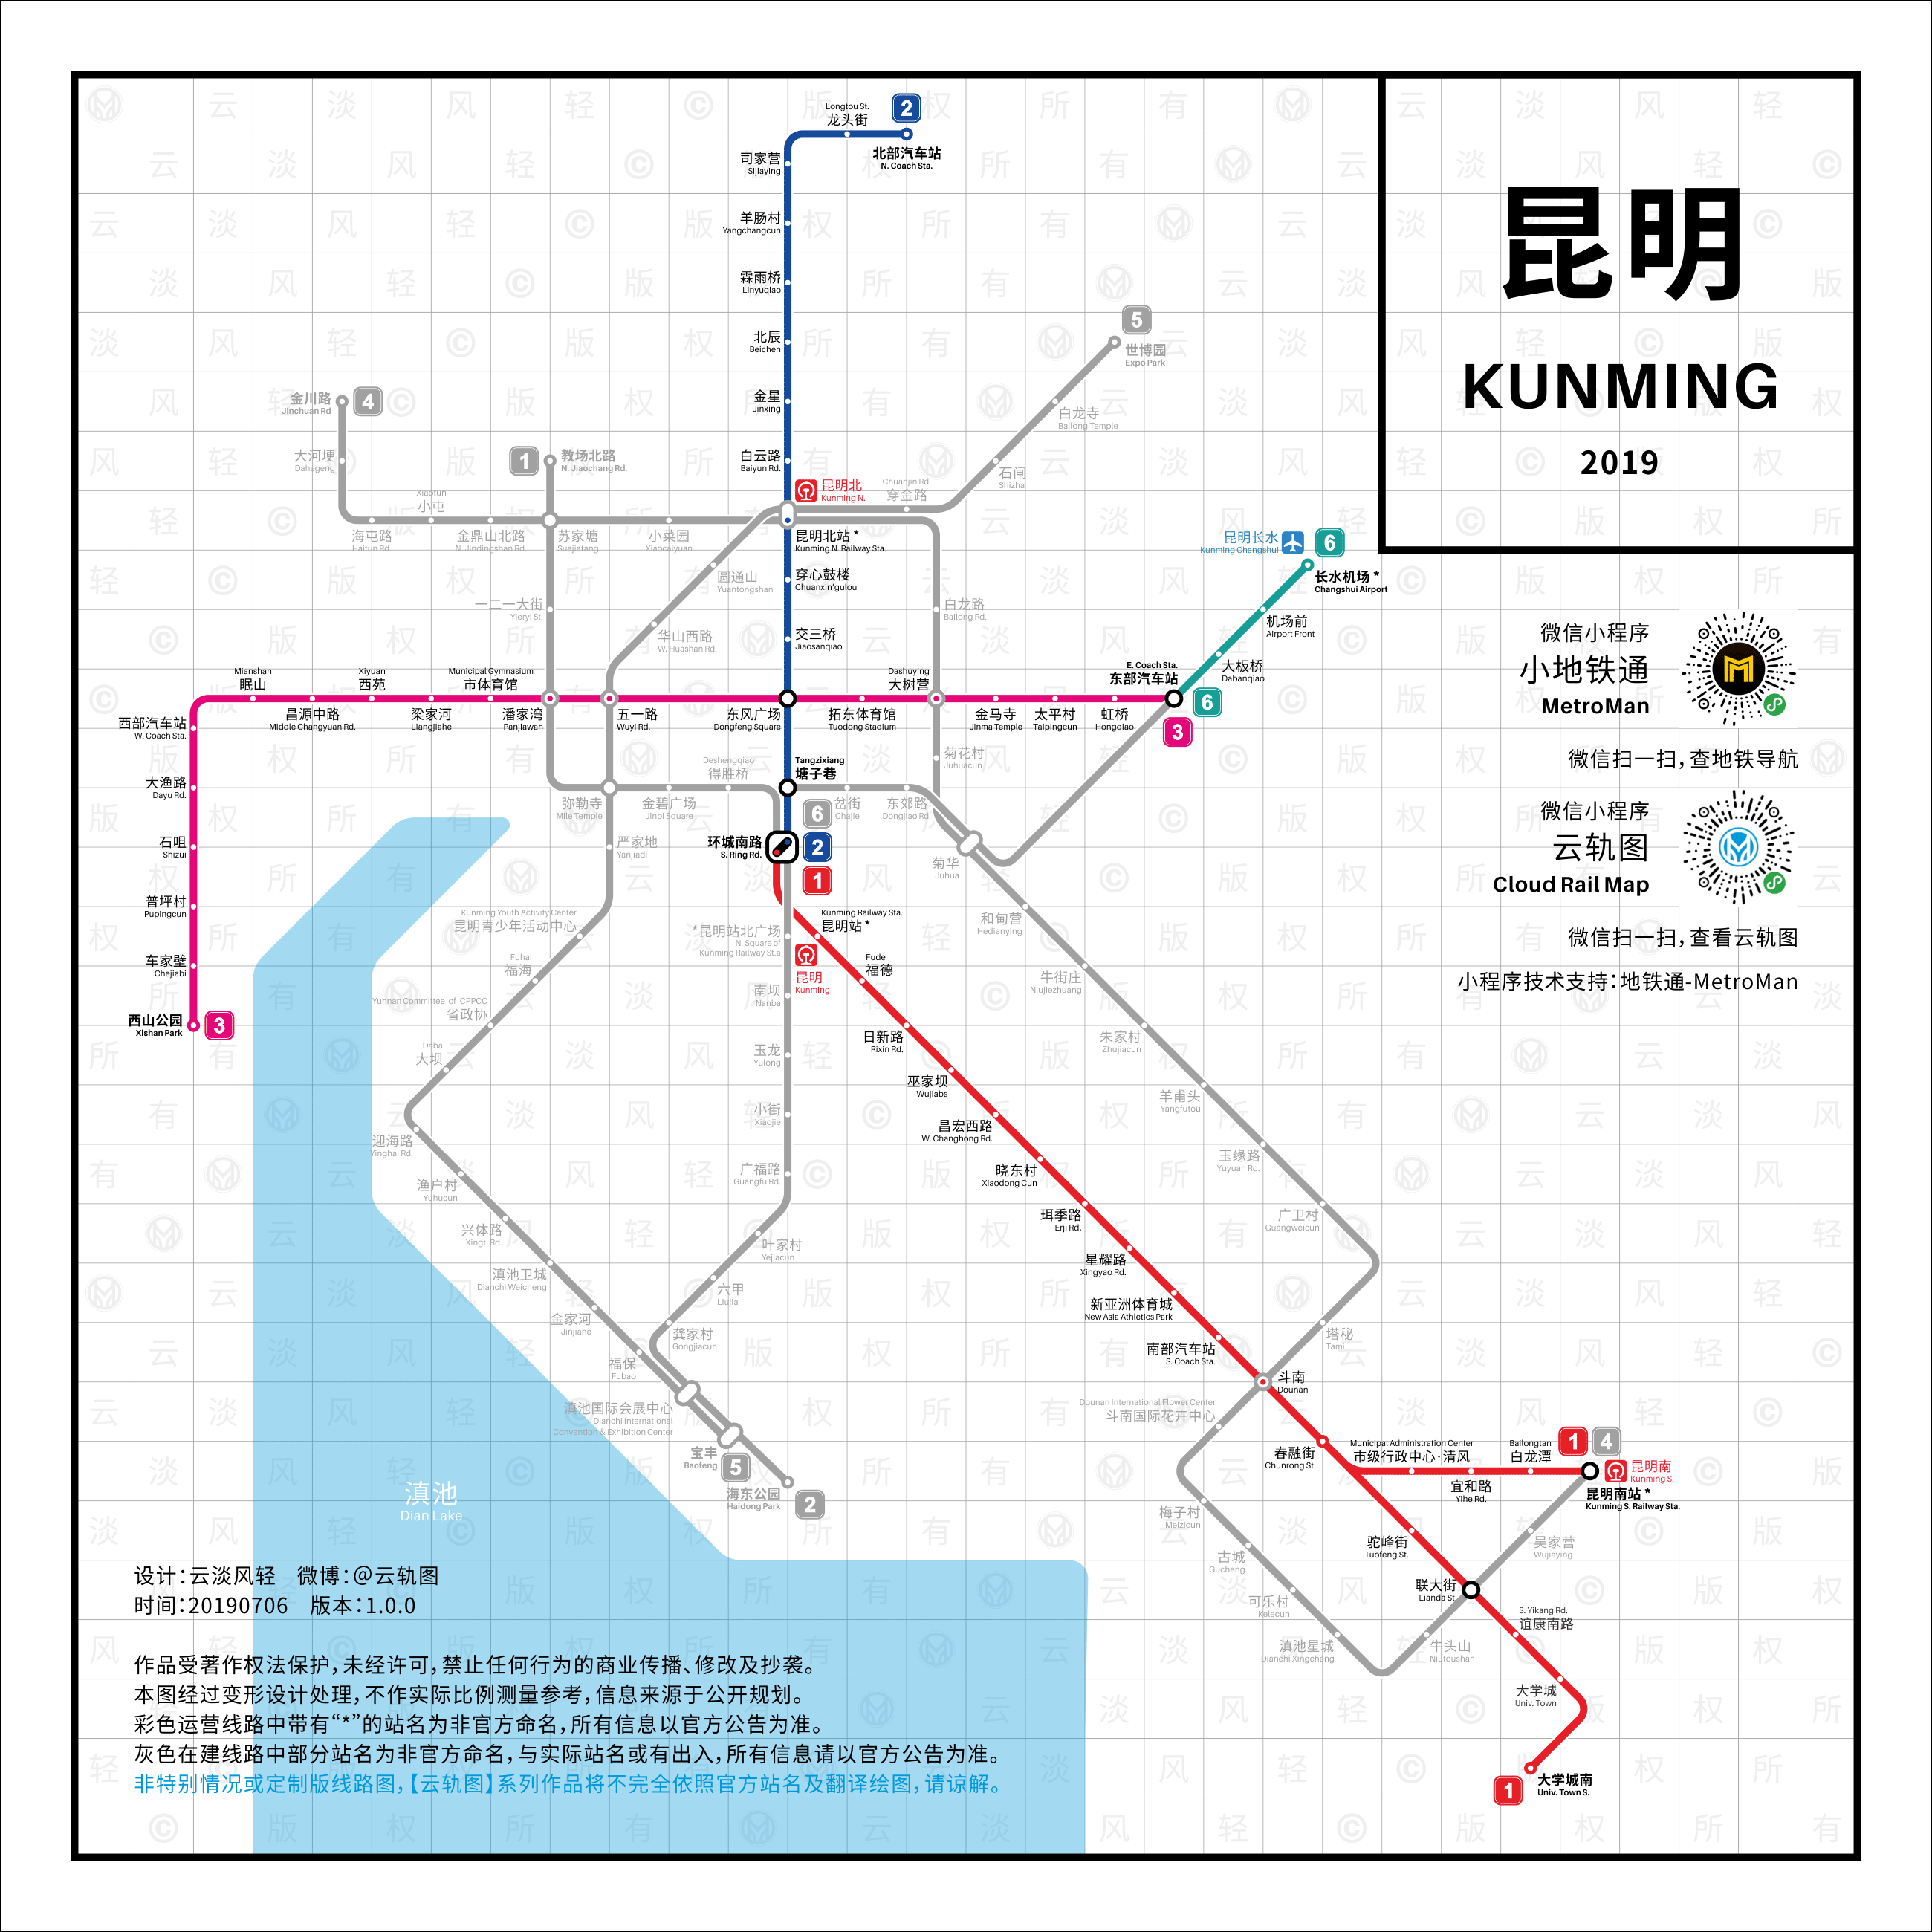 昆明
KUNMING
2019
微信小程序
小地铁通
MetroMan
微信扫一扫，查地铁导航
微信小程序
云轨图
Cloud Rail Map
微信扫一扫，查看云轨图
小程序技术支持：地铁通-MetroMan
Longtou St.
龙头街
2
北部汽车站
N. Coach Sta.
司家营
Sijiaying
羊肠村
Yangchangcun
霖雨桥
Linyuqiao
北辰
Beichen
金星
Jinxing
白云路
Baiyun Rd.
5
世博园
Expo Park
白龙寺
Bailong Temple
石闸
Shizha
Chuanjin Rd.
穿金路
昆明北
Kunming N.
昆明北站 *
Kunming N. Railway Sta.
金川路
Jinchuan Rd
4
大河埂
Dahegeng
Xiaotun
小屯
1
教场北路
N. Jiaochang Rd.
海屯路
Haitun Rd.
金鼎山北路
N. Jindingshan Rd.
苏家塘
Suajiatang
小菜园
Xiaocaiyuan
圆通山
Yuantongshan
穿心鼓楼
Chuanxin'gulou
一二一大街
Yieryi St.
华山西路
W. Huashan Rd.
交三桥
Jiaosanqiao
白龙路
Bailong Rd.
昆明长水
Kunming Changshui
6
长水机场 *
Changshui Airport
机场前
Airport Front
大板桥
Dabanqiao
E. Coach Sta.
东部汽车站
6
3
Mianshan
眠山
Xiyuan
西苑
Municipal Gymnasium
市体育馆
Dashuying
大树营
昌源中路
Middle Changyuan Rd.
梁家河
Liangjiahe
潘家湾
Panjiawan
五一路
Wuyi Rd.
东风广场
Dongfeng Square
拓东体育馆
Tuodong Stadium
金马寺
Jinma Temple
太平村
Taipingcun
虹桥
Hongqiao
西部汽车站
W. Coach Sta.
大渔路
Dayu Rd.
石咀
Shizui
普坪村
Pupingcun
车家壁
Chejiabi
西山公园
Xishan Park
3
Deshengqiao
得胜桥
Tangzixiang
塘子巷
菊花村
Juhuacun
弥勒寺
Mile Temple
金碧广场
Jinbi Square
6
岔街
Chajie
东郊路
Dongjiao Rd.
严家地
Yanjiadi
环城南路
S. Ring Rd.
2
1
菊华
Juhua
Kunming Youth Activity Center
昆明青少年活动中心
*昆明站北广场
N. Square of
Kunming Railway St.a
Kunming Railway Sta.
昆明站 *
昆明
Kunming
和甸营
Hedianying
Fuhai
福海
南坝
Nanba
Fude
福德
牛街庄
Niujiezhuang
Yunnan Committee of CPPCC
省政协
Daba
大坝
玉龙
Yulong
日新路
Rixin Rd.
朱家村
Zhujiacun
巫家坝
Wujiaba
羊甫头
Yangfutou
迎海路
Yinghai Rd.
小街
Xiaojie
昌宏西路
W. Changhong Rd.
玉缘路
Yuyuan Rd.
渔户村
Yuhucun
广福路
Guangfu Rd.
晓东村
Xiaodong Cun
广卫村
Guangweicun
兴体路
Xingti Rd.
叶家村
Yejiacun
珥季路
Erji Rd.
滇池卫城
Dianchi Weicheng
六甲
Liujia
星耀路
Xingyao Rd.
金家河
Jinjiahe
龚家村
Gongjiacun
新亚洲体育城
New Asia Athletics Park
塔秘
Tami
福保
Fubao
南部汽车站
S. Coach Sta.
斗南
Dounan
滇池国际会展中心
Dianchi International
Convention & Exhibition Center
Dounan International Flower Center
斗南国际花卉中心
宝丰
Baofeng
5
海东公园
Haidong Park
2
春融街
Chunrong St.
Municipal Administration Center
市级行政中心·清风
Bailongtan
白龙潭
1
4
昆明南
Kunming S.
宜和路
Yihe Rd.
昆明南站 *
Kunming S. Railway Sta.
梅子村
Meizicun
驼峰街
Tuofeng St.
吴家营
Wujiaying
古城
Gucheng
联大街
Lianda St.
可乐村
Kelecun
S. Yikang Rd.
谊康南路
滇池星城
Dianchi Xingcheng
牛头山
Niutoushan
大学城
Univ. Town
1
大学城南
Univ. Town S.
滇池
Dian Lake
设计：云淡风轻　微博：@云轨图
时间：20190706　版本：1.0.0
作品受著作权法保护，未经许可，禁止任何行为的商业传播、修改及抄袭。
本图经过变形设计处理，不作实际比例测量参考，信息来源于公开规划。
彩色运营线路中带有“*”的站名为非官方命名，所有信息以官方公告为准。
灰色在建线路中部分站名为非官方命名，与实际站名或有出入，所有信息请以官方公告为准。
非特别情况或定制版线路图，【云轨图】系列作品将不完全依照官方站名及翻译绘图，请谅解。